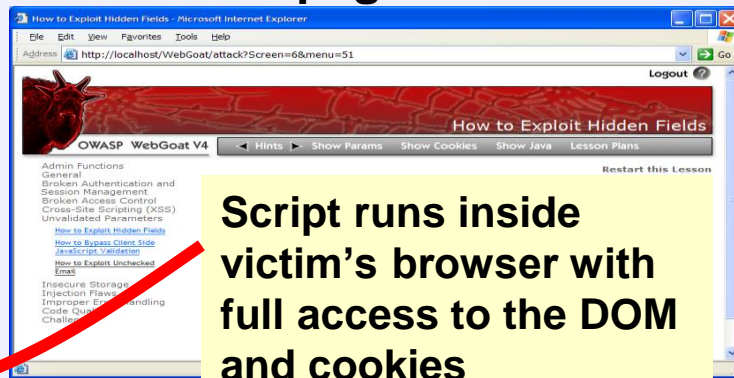 How to Exploit Hidden Fields - Microsoft Internet Explorer
File Edit View Favorites Tools Help
Address http://localhost/WebGoat/attack?Screen=6&menu=51 Go
Logout ?
How to Exploit Hidden Fields
OWASP WebGoat V4 Hints Show Params Show Cookies Show Java Lesson Plans
Restart this Lesson
Admin Functions
General
Broken Authentication and
Session Management
Broken Access Control
Cross-Site Scripting (XSS)
Unvalidated Parameters
How to Exploit Hidden Fields
How to Bypass Client Side
JavaScript Validation
How to Exploit Unchecked
Email
Insecure Storage
Injection Flaws
Improper Error Handling
Code
Script runs inside
victim's browser with
full access to the DOM
and cookies